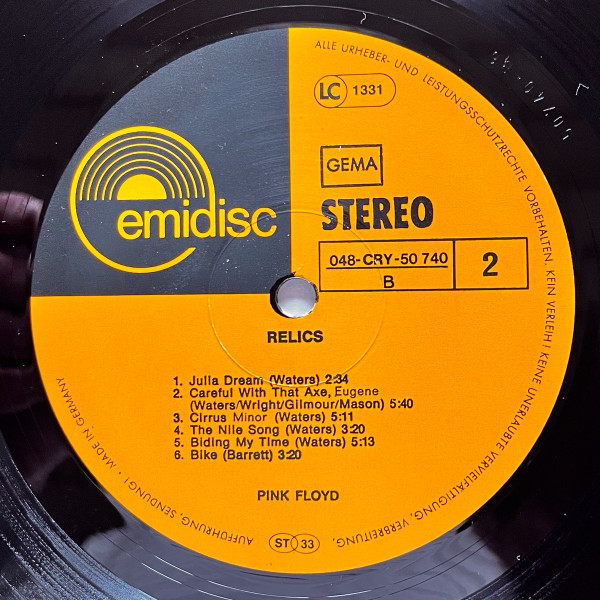 emidisc
LC 1331
GEMA
STEREO
048-CRY-50 740
B
2
RELICS
1. Julia Dream (Waters) 2:34
2. Careful With That Axe, Eugene
(Waters/Wright/Gilmour/Mason) 5:40
3. Cirrus Minor (Waters) 5:11
4. The Nile Song (Waters) 3:20
5. Biding My Time (Waters) 5:13
6. Bike (Barrett) 3:20
PINK FLOYD
ST 33
ALLE URHEBER- UND LEISTUNGSSCHUTZRECHTE VORBEHALTEN, KEIN VERLEIH! KEINE UNERLAUBTE VERVIELFÄLTIGUNG, VERBREITUNG, AUFFÜHRUNG, SENDUNG! • MADE IN GERMANY